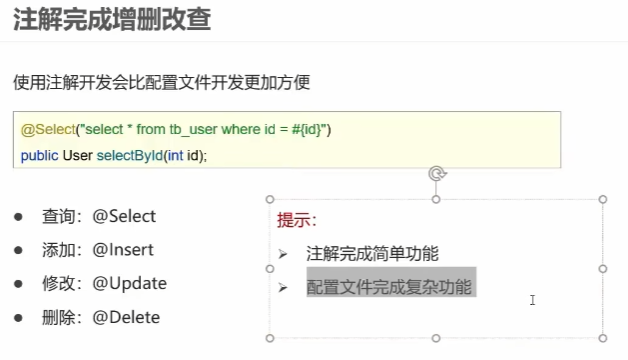 注解完成增删改查
使用注解开发会比配置文件开发更加方便
@Select("select * from tb_user where id = #{id}")
public User selectById(int id);
● 查询：@Select
● 添加：@Insert
● 修改：@Update
● 删除：@Delete
提示：
➢ 注解完成简单功能
➢ 配置文件完成复杂功能